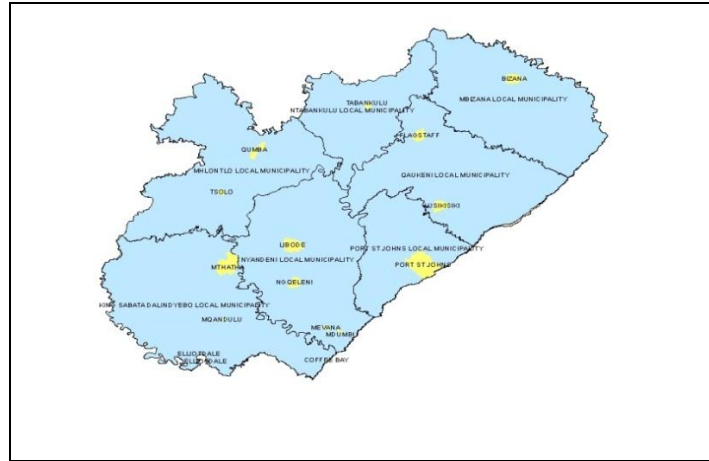 BIZANA
MBIZANA LOCAL MUNICIPALITY
TABANKULU
NTABANKULU LOCAL MUNICIPALITY
FLAGSTAFF
QUMBA
MHLONTLO LOCAL MUNICIPALITY
QAUKENI LOCAL MUNICIPALITY
TSOLO
LUSIKISIKI
LIBODE
PORT ST JOHNS LOCAL MUNICIPALITY
NYANDENI LOCAL MUNICIPALITY
MTHATHA
PORT ST JOHNS
NGQELENI
KING SABATA DALINDYEBO LOCAL MUNICIPALITY
MQANDULU
MEVANA
MDUMBI
ELLIOTDALE
COFFEE BAY